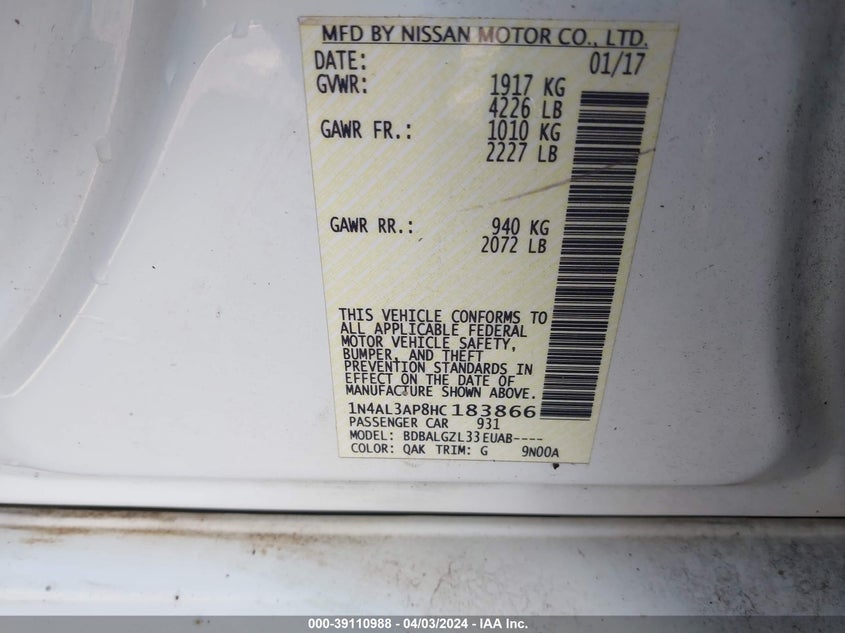 MFD BY NISSAN MOTOR CO., LTD.
DATE: 01/17
GVWR: 1917 KG
4226 LB
GAWR FR.: 1010 KG
2227 LB
GAWR RR.: 940 KG
2072 LB
THIS VEHICLE CONFORMS TO
ALL APPLICABLE FEDERAL
MOTOR VEHICLE SAFETY,
BUMPER, AND THEFT
PREVENTION STANDARDS IN
EFFECT ON THE DATE OF
MANUFACTURE SHOWN ABOVE.
1N4AL3AP8HC183866
PASSENGER CAR 931
MODEL: BDBALGZL33EUAB----
COLOR: QAK TRIM: G 9N00A
000-39110988 - 04/03/2024 - IAA Inc.